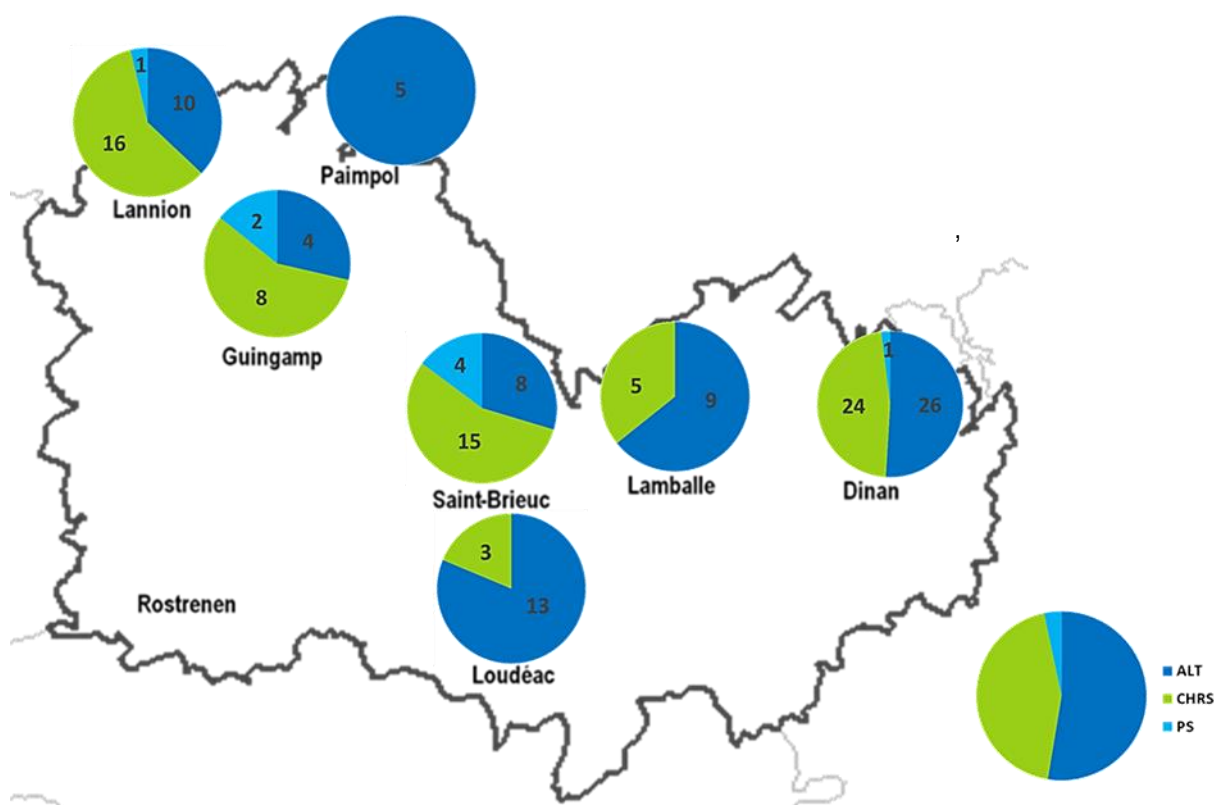 1
10
16
Lannion
5
Paimpol
2
4
8
Guingamp
,
4
8
15
Saint-Brieuc
5
9
Lamballe
1
24
26
Dinan
3
13
Loudéac
Rostrenen
ALT
CHRS
PS